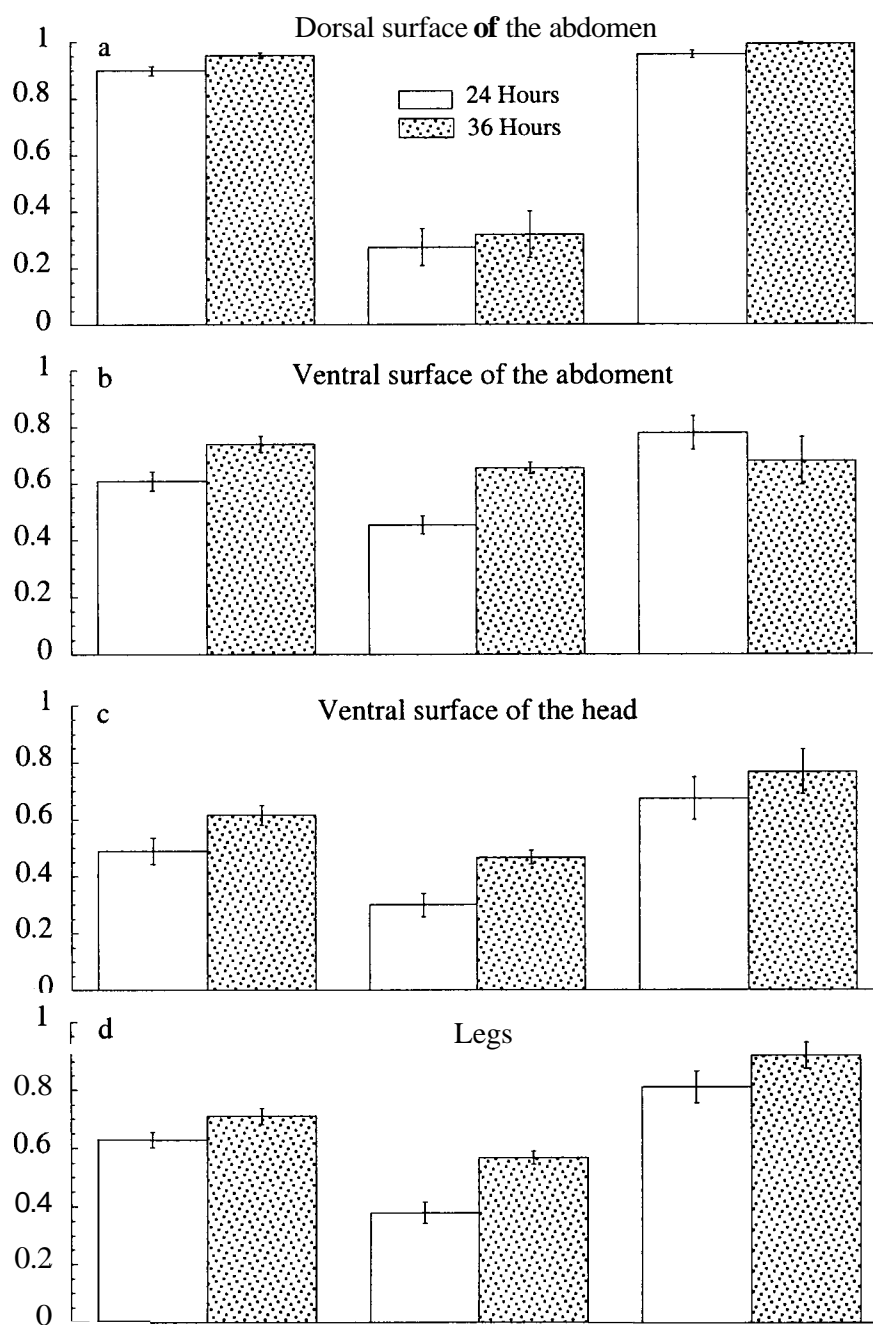 Dorsal surface of the abdomen
a
1
0.8
0.6
0.4
0.2
0
24 Hours
36 Hours
Ventral surface of the abdoment
b
1
0.8
0.6
0.4
0.2
0
Ventral surface of the head
c
1
0.8
0.6
0.4
0.2
0
Legs
d
1
0.8
0.6
0.4
0.2
0